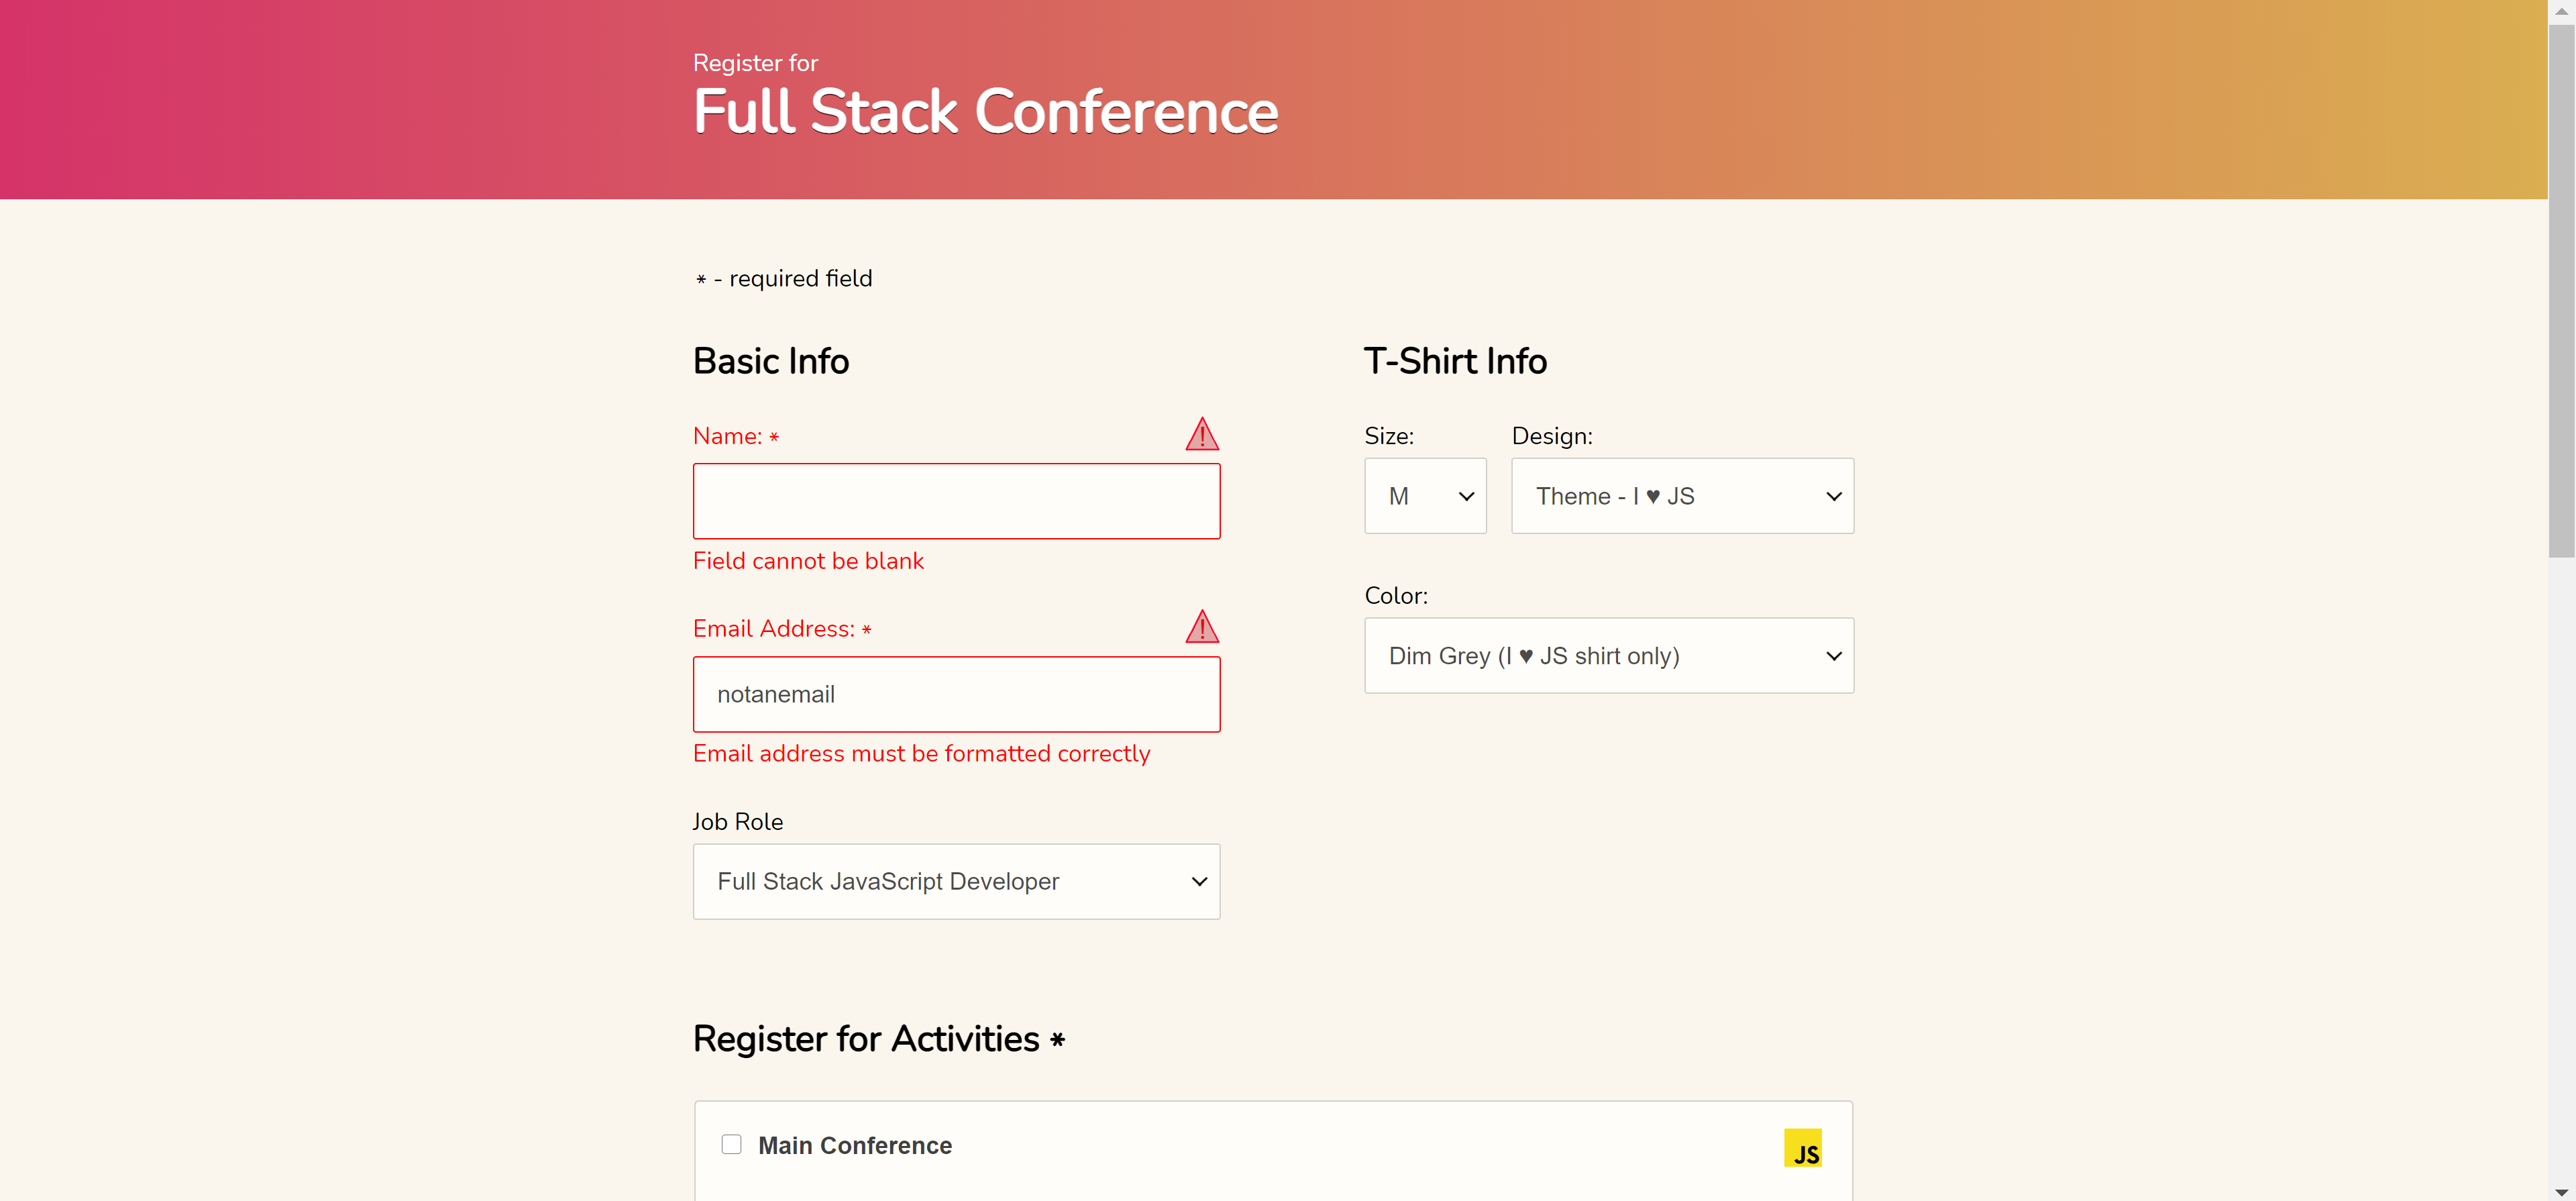 Register for
Full Stack Conference
* - required field
Basic Info
Name: *
Field cannot be blank
Email Address: *
notanemail
Email address must be formatted correctly
Job Role
Full Stack JavaScript Developer
T-Shirt Info
Size:
Design:
M
Theme - I ♥ JS
Color:
Dim Grey (I ♥ JS shirt only)
Register for Activities *
Main Conference
JS